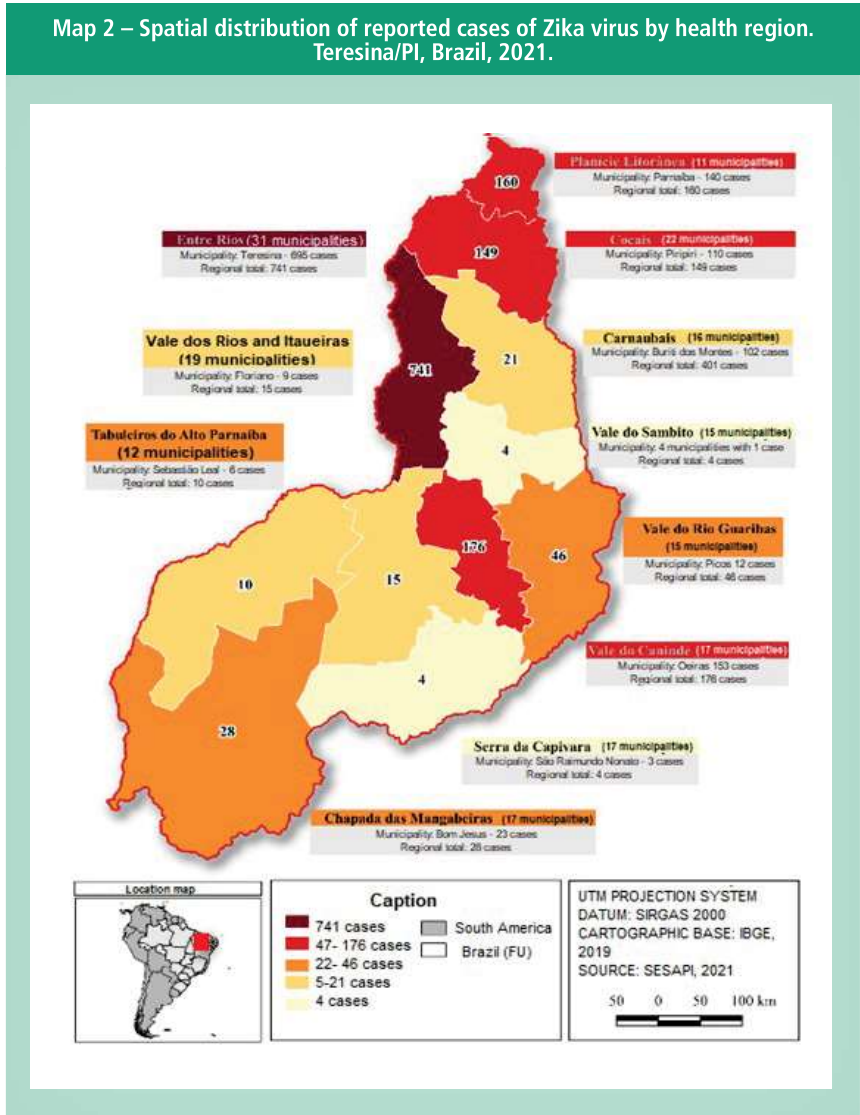 Map 2 – Spatial distribution of reported cases of Zika virus by health region.
Teresina/PI, Brazil, 2021.
160
Planície Litorânea (11 municipalities)
Municipality: Parnaíba - 140 cases
Regional total: 160 cases
Entre Rios (31 municipalities)
Municipality: Teresina - 695 cases
Regional total: 741 cases
149
Cocais (22 municipalities)
Municipality: Piripiri - 110 cases
Regional total: 149 cases
Vale dos Rios and Itaueiras
(19 municipalities)
Municipality: Floriano - 9 cases
Regional total: 15 cases
741
21
Carnaubais (16 municipalities)
Municipality: Buriti dos Montes - 102 cases
Regional total: 401 cases
Tabuleiros do Alto Parnaíba
(12 municipalities)
Municipality: Sebastião Leal - 6 cases
Regional total: 10 cases
4
Vale do Sambito (15 municipalities)
Municipality: 4 municipalities with 1 case
Regional total: 4 cases
176
46
Vale do Rio Guaribas
(15 municipalities)
Municipality: Picos 12 cases
Regional total: 46 cases
10
15
Vale do Caninde (17 municipalities)
Municipality: Oeiras 153 cases
Regional total: 176 cases
4
28
Serra da Capivara (17 municipalities)
Municipality: São Raimundo Nonato - 3 cases
Regional total: 4 cases
Chapada das Mangabeiras (17 municipalities)
Municipality: Bom Jesus - 23 cases
Regional total: 28 cases
Location map
Caption
741 cases
47- 176 cases
22- 46 cases
5-21 cases
4 cases
South America
Brazil (FU)
UTM PROJECTION SYSTEM
DATUM: SIRGAS 2000
CARTOGRAPHIC BASE: IBGE,
2019
SOURCE: SESAPI, 2021
50 0 50 100 km